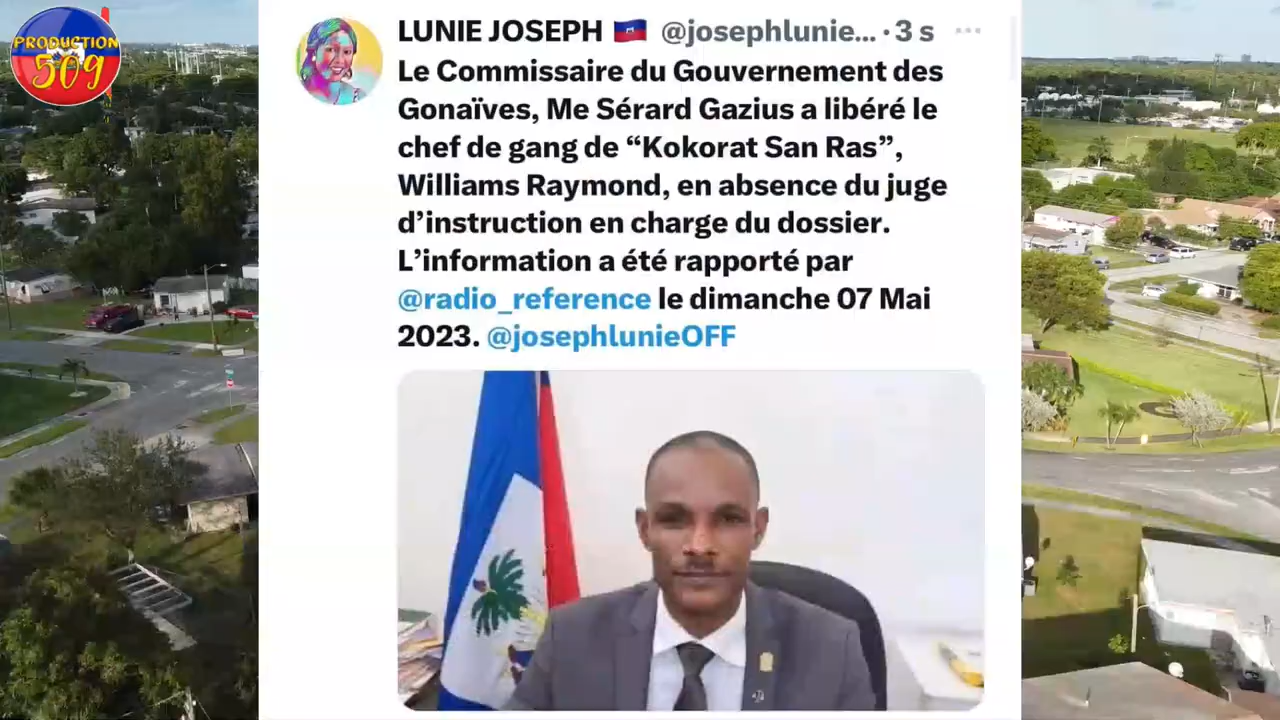 PRODUCTION
509
LUNIE JOSEPH @josephlunie... · 3 s
Le Commissaire du Gouvernement des
Gonaïves, Me Sérard Gazius a libéré le
chef de gang de “Kokorat San Ras”,
Williams Raymond, en absence du juge
d’instruction en charge du dossier.
L’information a été rapporté par
@radio_reference le dimanche 07 Mai
2023. @josephlunieOFF